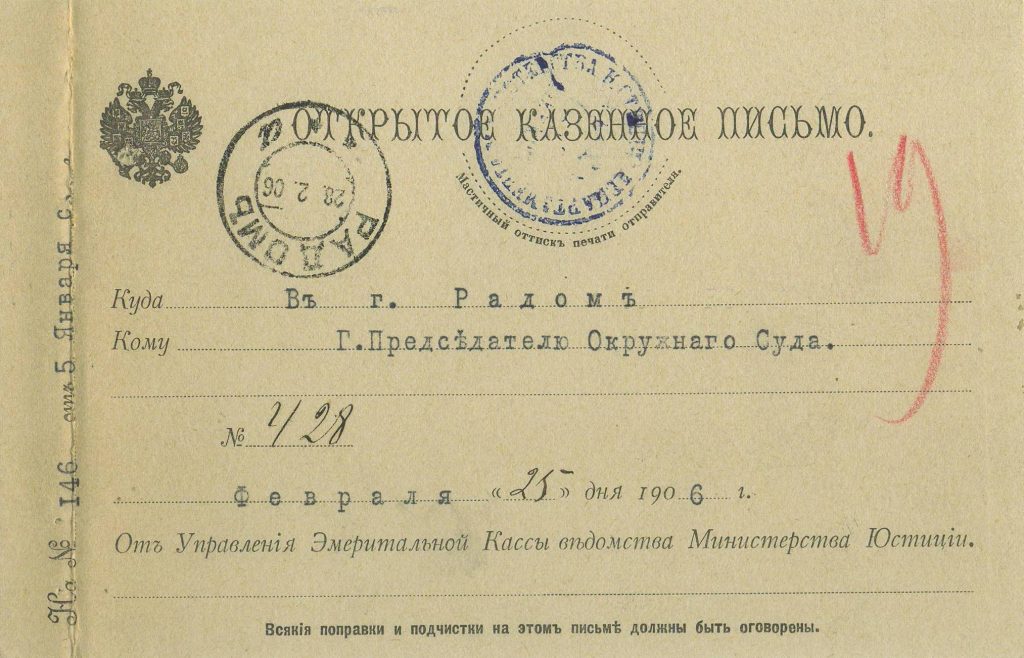 ОТКРЫТОЕ КАЗЕННОЕ ПИСЬМО.
РАДОМЪ
28. 2. 06
Мастичный оттискъ печати отправителя.
Куда Въ г. Радомъ
Кому Г.Предсѣдателю Окружнаго Суда.
№ 428
Февраля «25» дня 1906 г.
Отъ Управленія Эмеритальной Кассы вѣдомства Министерства Юстиціи.
Всякія поправки и подчистки на этомъ письмѣ должны быть оговорены.
На № 146 отъ 5 Января